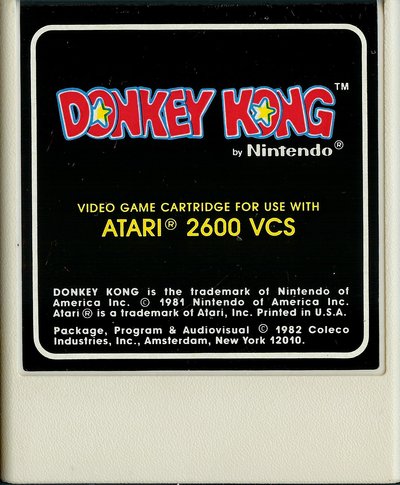 DONKEY KONG™
by Nintendo®
VIDEO GAME CARTRIDGE FOR USE WITH
ATARI® 2600 VCS
DONKEY KONG is the trademark of Nintendo of
America Inc. © 1981 Nintendo of America Inc.
Atari ® is a trademark of Atari, Inc. Printed in U.S.A.
Package, Program & Audiovisual © 1982 Coleco
Industries, Inc., Amsterdam, New York 12010.